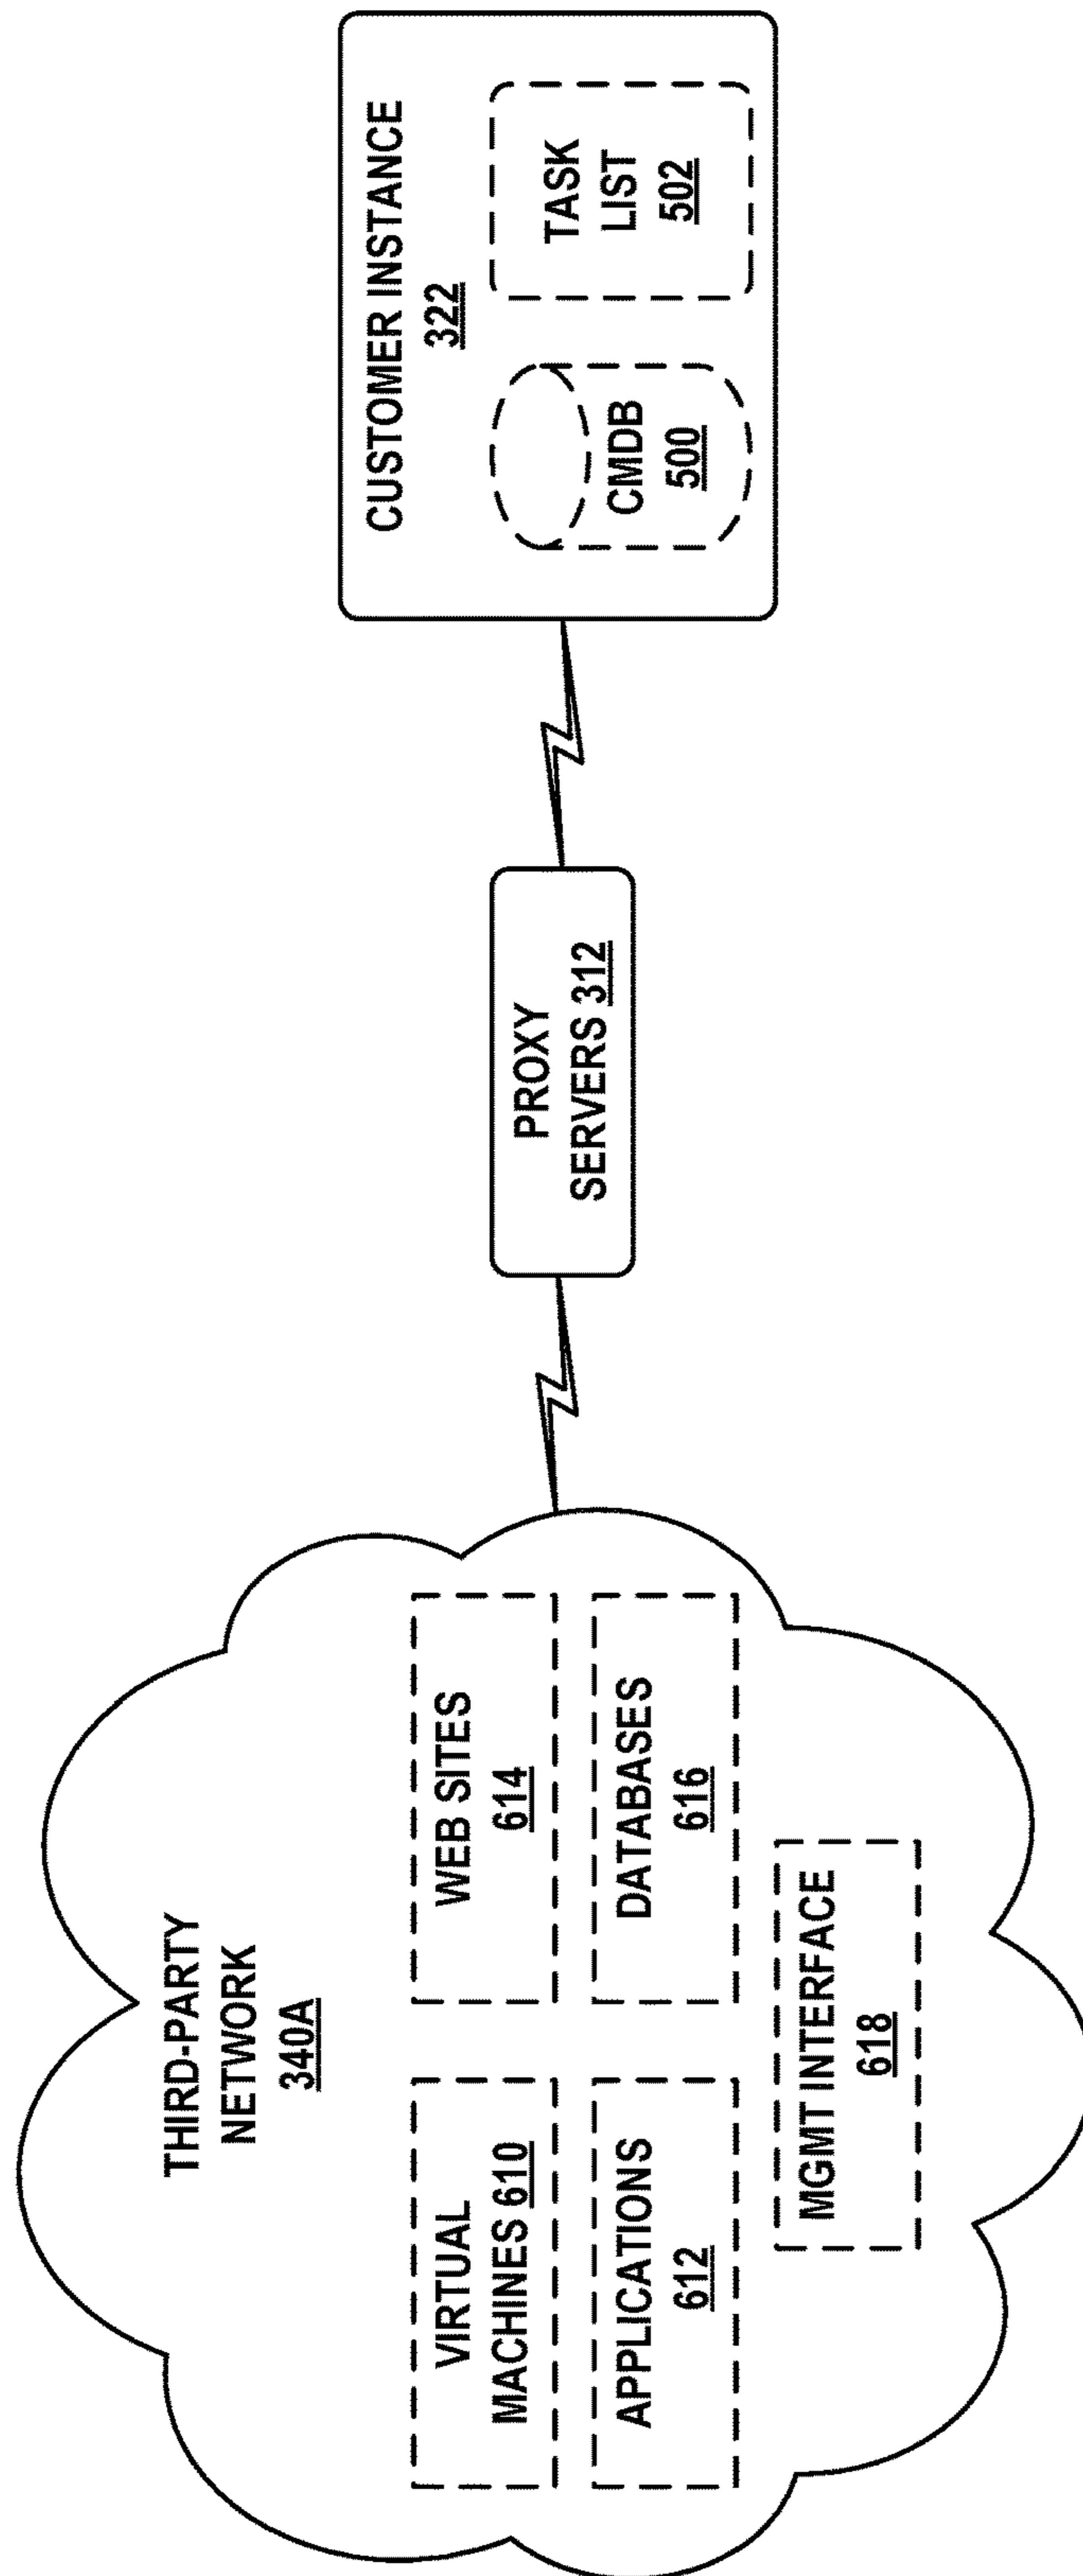 THIRD-PARTY
NETWORK
340A
VIRTUAL
MACHINES 610
WEB SITES
614
APPLICATIONS
612
DATABASES
616
MGMT INTERFACE
618
PROXY
SERVERS 312
CUSTOMER INSTANCE
322
CMDB
500
TASK
LIST
502